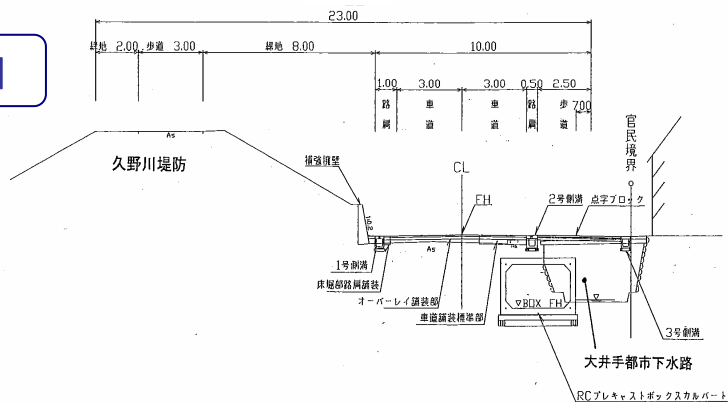 23.00
緑地 2.00 歩道 3.00 緑地 8.00 10.00
1.00 3.00 3.00 0.50 2.50
路肩 車道 車道 路肩 歩道 700
官民境界
As
久野川堤防
補強擁壁
CL
FH
2号側溝
点字ブロック
As
As
1号側溝
床堀部路肩舗装
オーバーレイ舗装部
車道舗装標準部
▽BOX FH
3号側溝
大井手都市下水路
RCプレキャストボックスカルバート